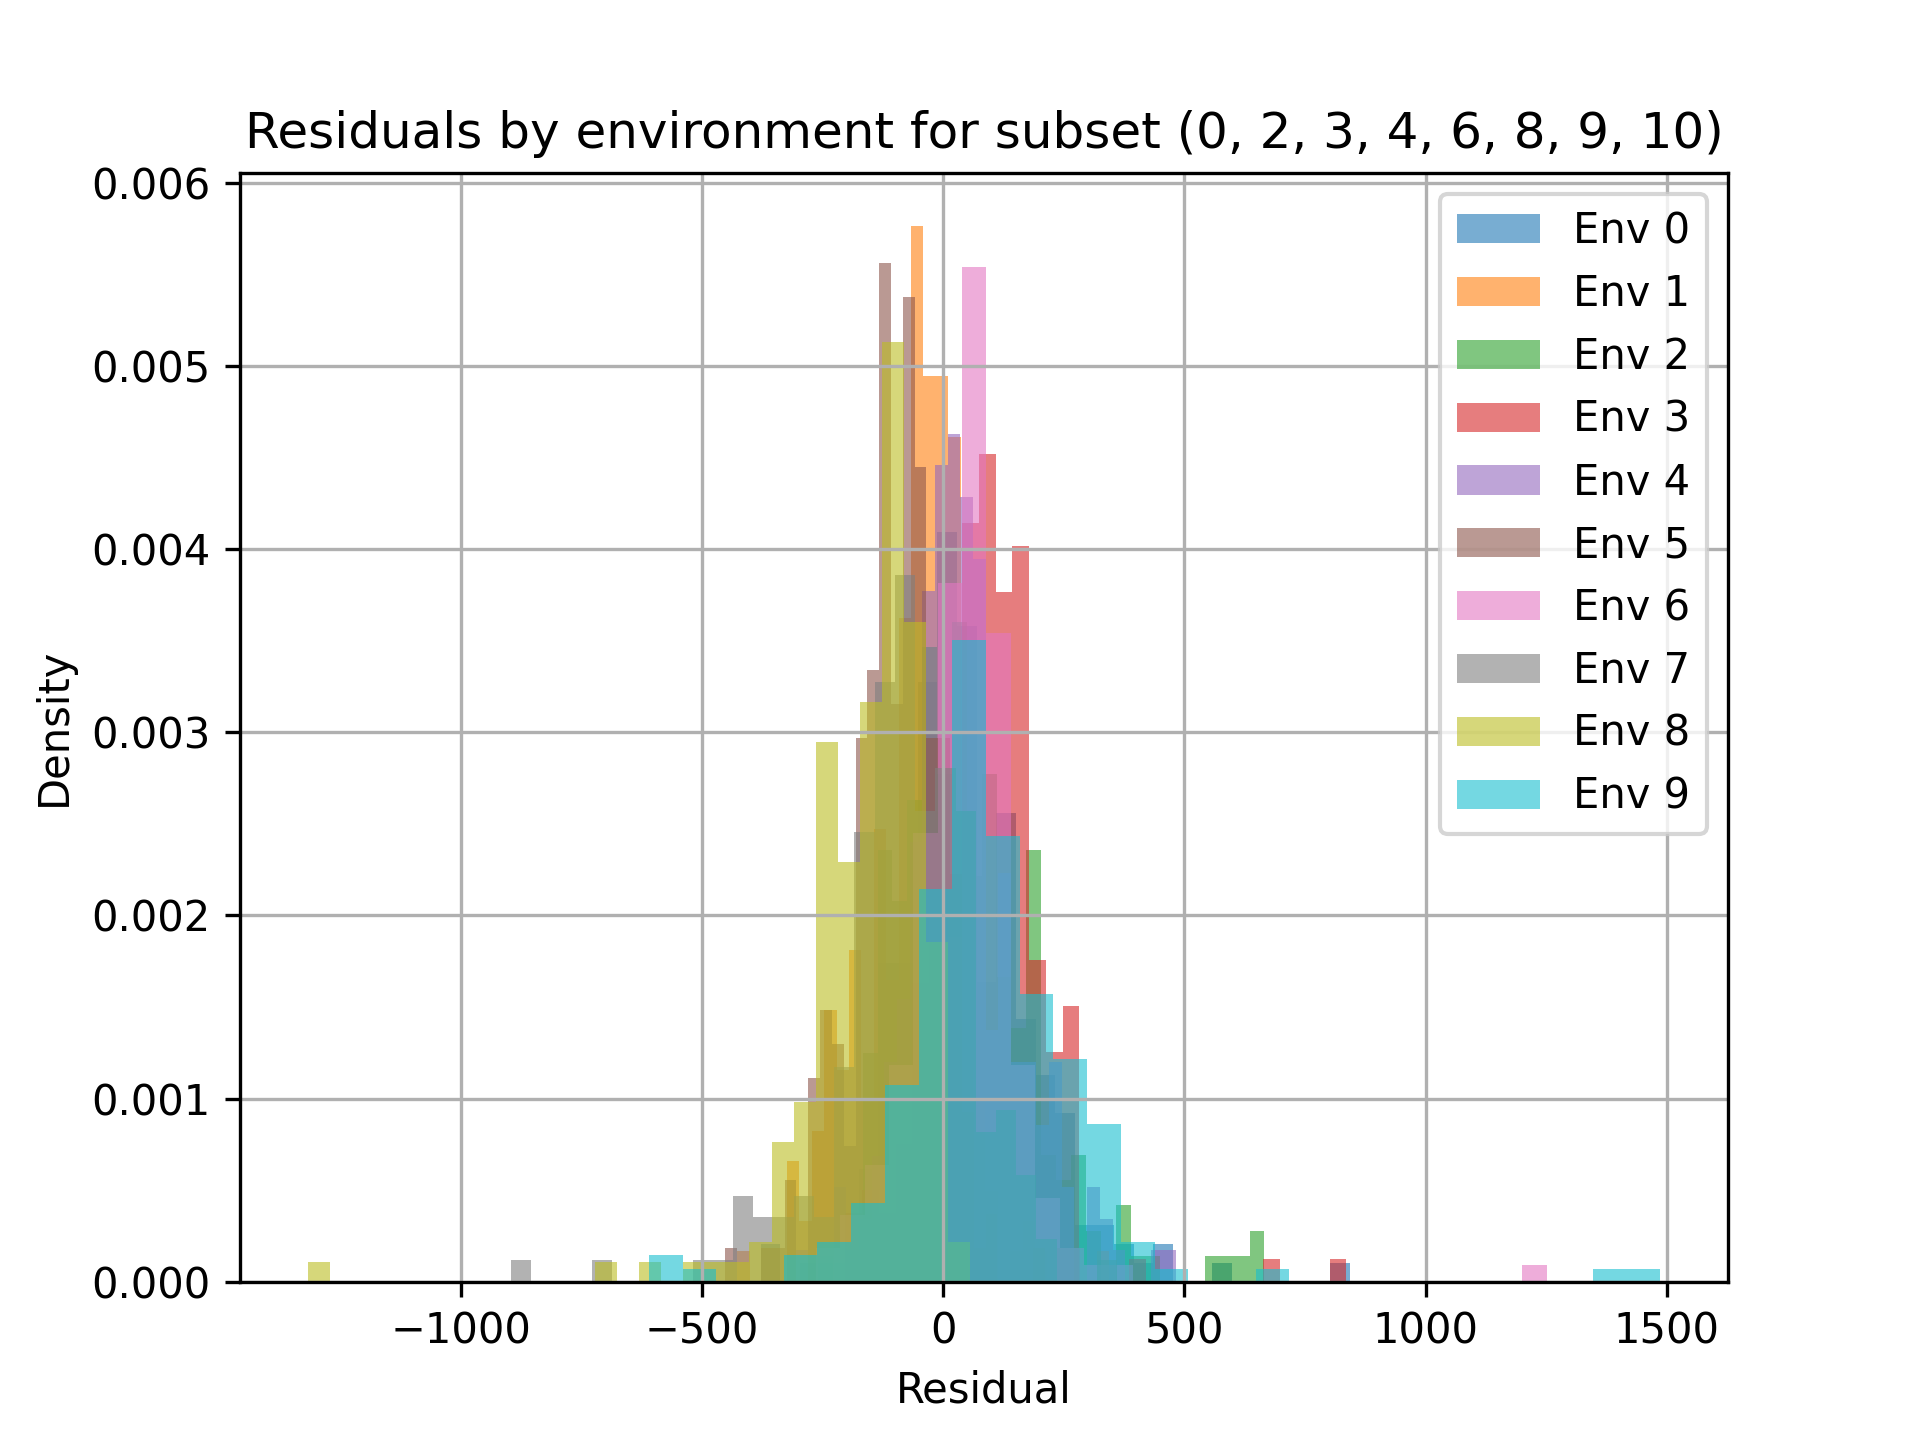 Residuals by environment for subset (0, 2, 3, 4, 6, 8, 9, 10)
0.006
0.005
0.004
0.003
0.002
0.001
0.000
Density
−1000
−500
0
500
1000
1500
Residual
Env 0
Env 1
Env 2
Env 3
Env 4
Env 5
Env 6
Env 7
Env 8
Env 9